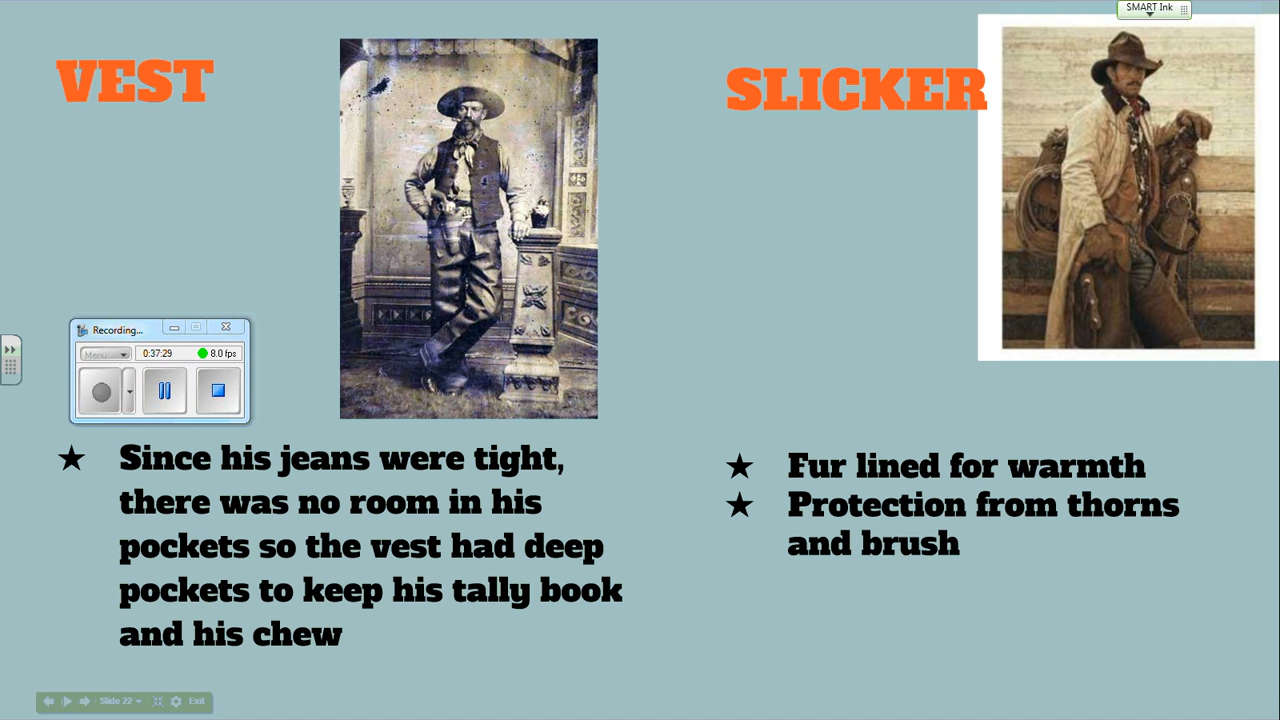 SMART Ink
VEST
SLICKER
Recording...
Menu
0:37:29
8.0 fps
★ Since his jeans were tight,
there was no room in his
pockets so the vest had deep
pockets to keep his tally book
and his chew
★ Fur lined for warmth
★ Protection from thorns
and brush
Slide 22
Exit